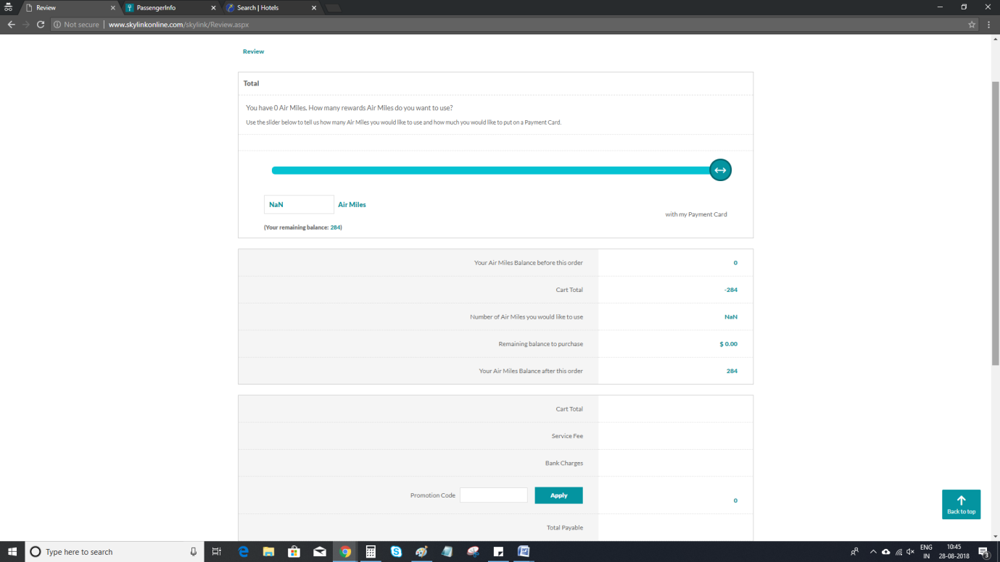 Review
PassengerInfo
Search | Hotels
Not secure | www.skylinkonline.com/skylink/Review.aspx
Review
Total
You have 0 Air Miles. How many rewards Air Miles do you want to use?
Use the slider below to tell us how many Air Miles you would like to use and how much you would like to put on a Payment Card.
NaN Air Miles
with my Payment Card
(Your remaining balance: 284)
Your Air Miles Balance before this order 0
Cart Total -284
Number of Air Miles you would like to use NaN
Remaining balance to purchase $ 0.00
Your Air Miles Balance after this order 284
Cart Total
Service Fee
Bank Charges
Promotion Code Apply 0
Total Payable
Back to top
Type here to search
ENG 10:45
IN 28-08-2018
3